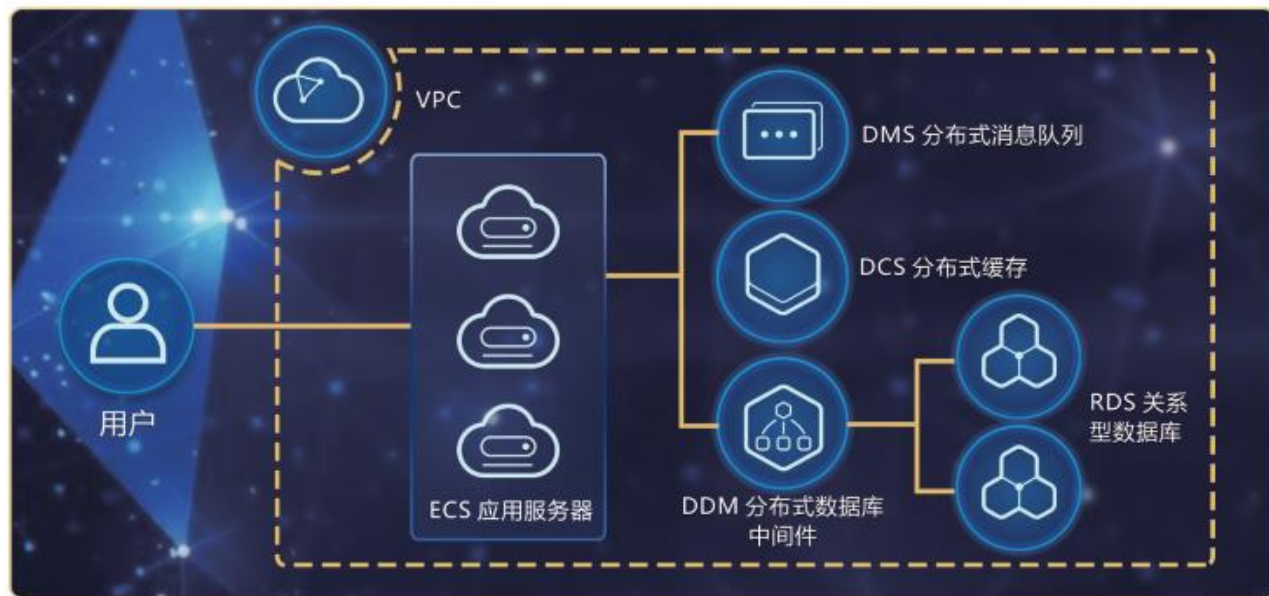 VPC
DMS 分布式消息队列
DCS 分布式缓存
用户
ECS 应用服务器
DDM 分布式数据库
中间件
RDS 关系
型数据库